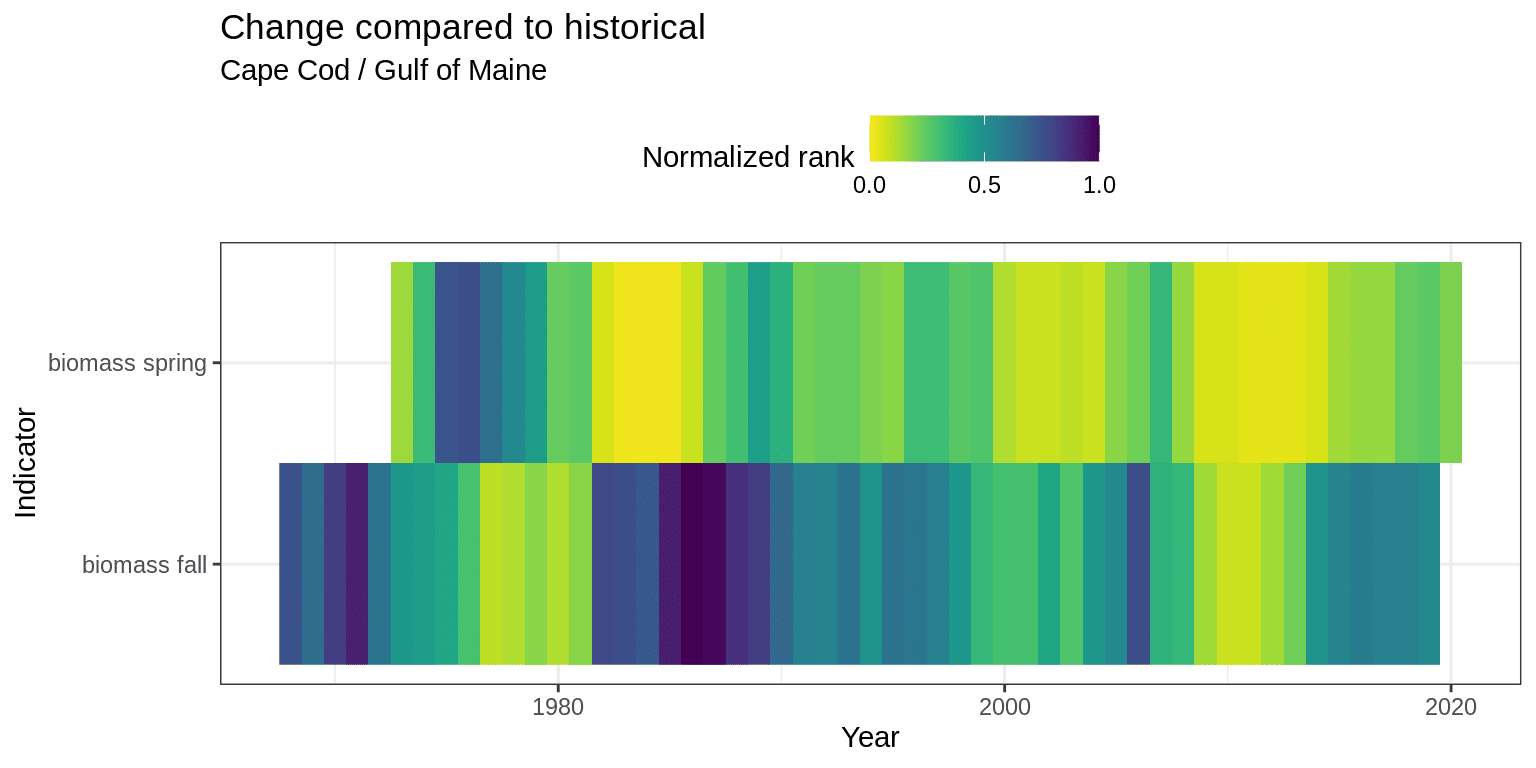 Change compared to historical
Cape Cod / Gulf of Maine
Normalized rank
0.0 0.5 1.0
biomass spring
biomass fall
Indicator
1980 2000 2020
Year